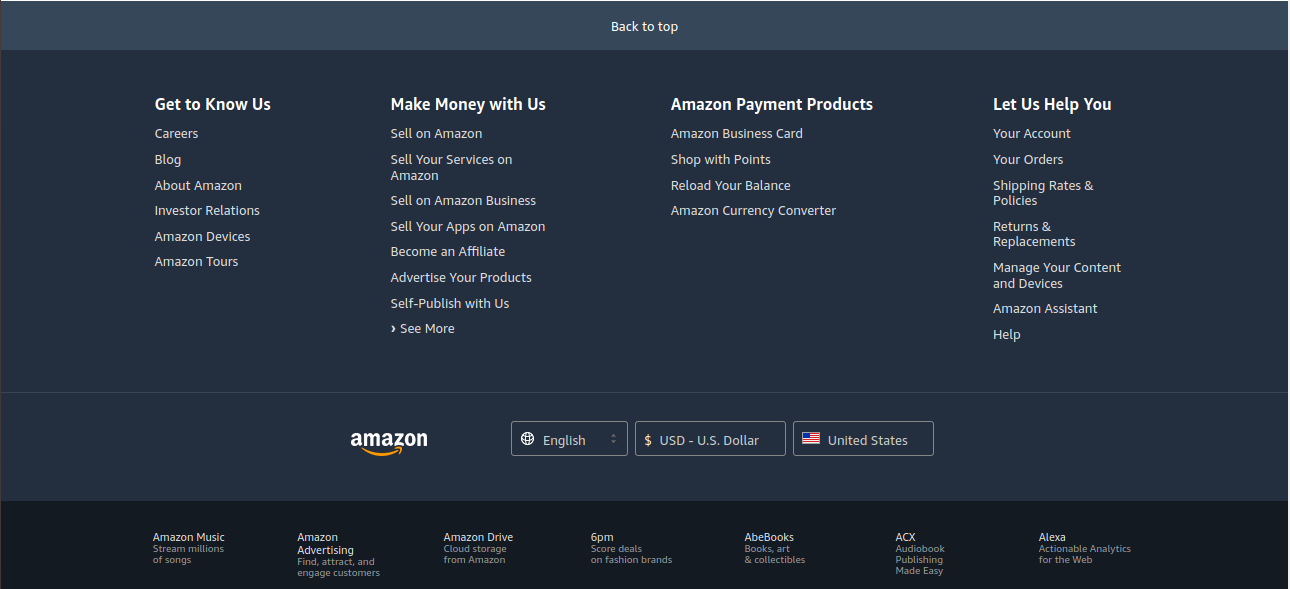 Back to top
Get to Know Us
Careers
Blog
About Amazon
Investor Relations
Amazon Devices
Amazon Tours
Make Money with Us
Sell on Amazon
Sell Your Services on
Amazon
Sell on Amazon Business
Sell Your Apps on Amazon
Become an Affiliate
Advertise Your Products
Self-Publish with Us
› See More
Amazon Payment Products
Amazon Business Card
Shop with Points
Reload Your Balance
Amazon Currency Converter
Let Us Help You
Your Account
Your Orders
Shipping Rates &
Policies
Returns &
Replacements
Manage Your Content
and Devices
Amazon Assistant
Help
amazon
English
$ USD - U.S. Dollar
United States
Amazon Music
Stream millions
of songs
Amazon
Advertising
Find, attract, and
engage customers
Amazon Drive
Cloud storage
from Amazon
6pm
Score deals
on fashion brands
AbeBooks
Books, art
& collectibles
ACX
Audiobook
Publishing
Made Easy
Alexa
Actionable Analytics
for the Web